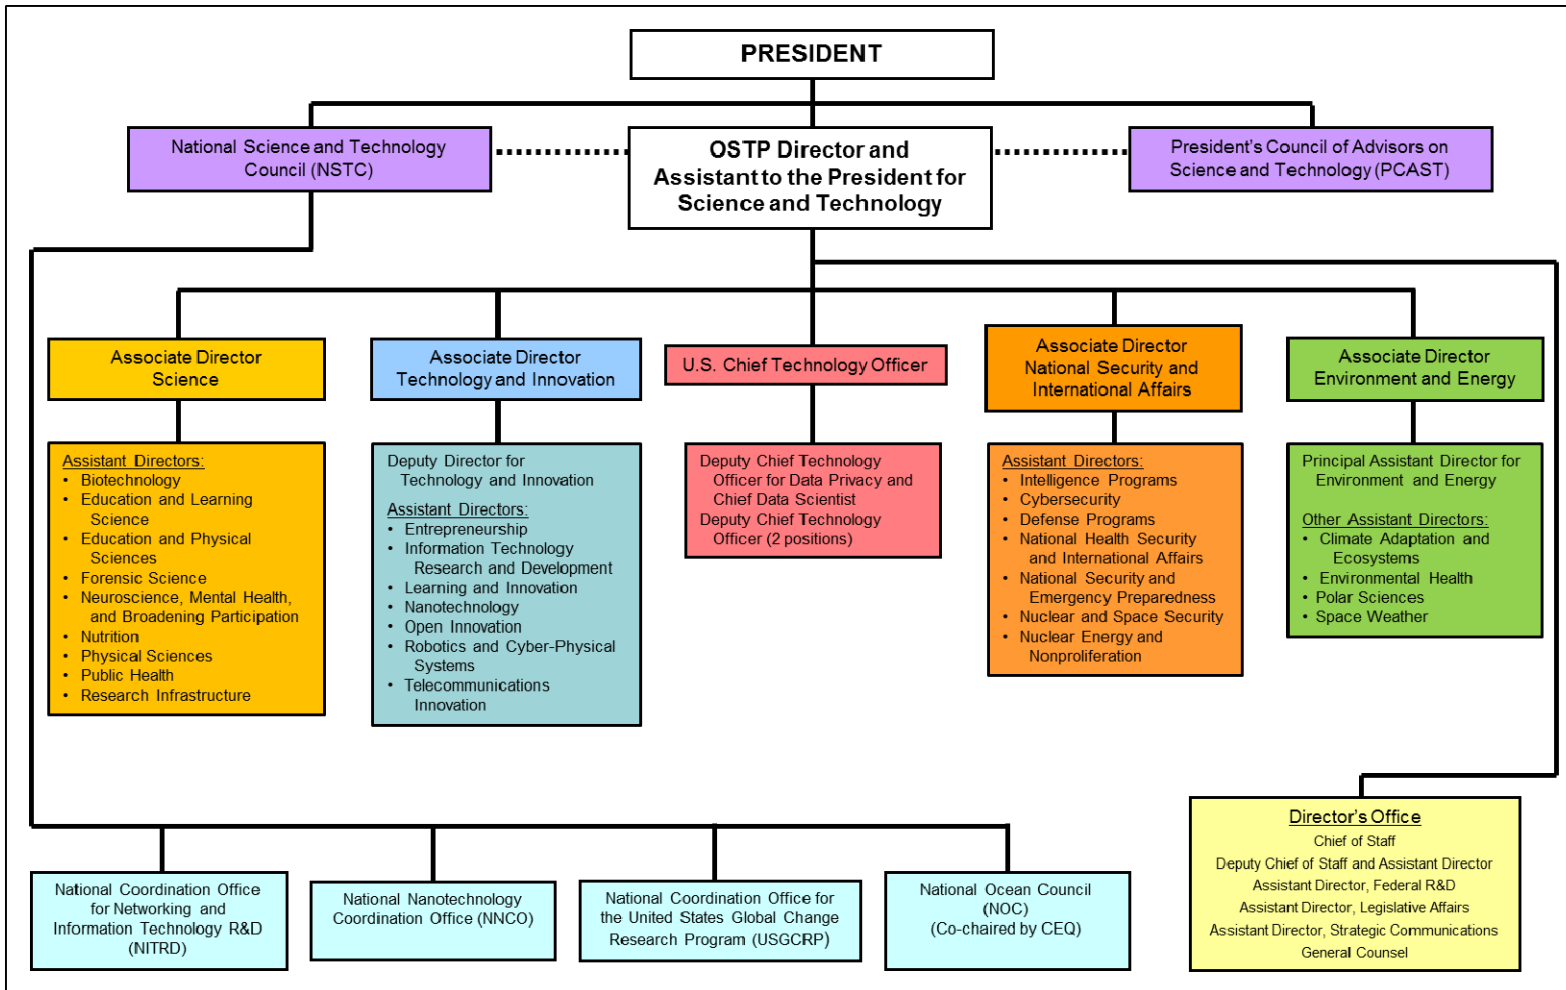 PRESIDENT
National Science and Technology
Council (NSTC)
OSTP Director and
Assistant to the President for
Science and Technology
President's Council of Advisors on
Science and Technology (PCAST)
Associate Director
Science
Associate Director
Technology and Innovation
U.S. Chief Technology Officer
Associate Director
National Security and
International Affairs
Associate Director
Environment and Energy
Assistant Directors:
• Biotechnology
• Education and Learning
Science
• Education and Physical
Sciences
• Forensic Science
• Neuroscience, Mental Health,
and Broadening Participation
• Nutrition
• Physical Sciences
• Public Health
• Research Infrastructure
Deputy Director for
Technology and Innovation
Assistant Directors:
• Entrepreneurship
• Information Technology
Research and Development
• Learning and Innovation
• Nanotechnology
• Open Innovation
• Robotics and Cyber-Physical
Systems
• Telecommunications
Innovation
Deputy Chief Technology
Officer for Data Privacy and
Chief Data Scientist
Deputy Chief Technology
Officer (2 positions)
Assistant Directors:
• Intelligence Programs
• Cybersecurity
• Defense Programs
• National Health Security
and International Affairs
• National Security and
Emergency Preparedness
• Nuclear and Space Security
• Nuclear Energy and
Nonproliferation
Principal Assistant Director for
Environment and Energy
Other Assistant Directors:
• Climate Adaptation and
Ecosystems
• Environmental Health
• Polar Sciences
• Space Weather
National Coordination Office
for Networking and
Information Technology R&D
(NITRD)
National Nanotechnology
Coordination Office (NNCO)
National Coordination Office for
the United States Global Change
Research Program (USGCRP)
National Ocean Council
(NOC)
(Co-chaired by CEQ)
Director's Office
Chief of Staff
Deputy Chief of Staff and Assistant Director
Assistant Director, Federal R&D
Assistant Director, Legislative Affairs
Assistant Director, Strategic Communications
General Counsel